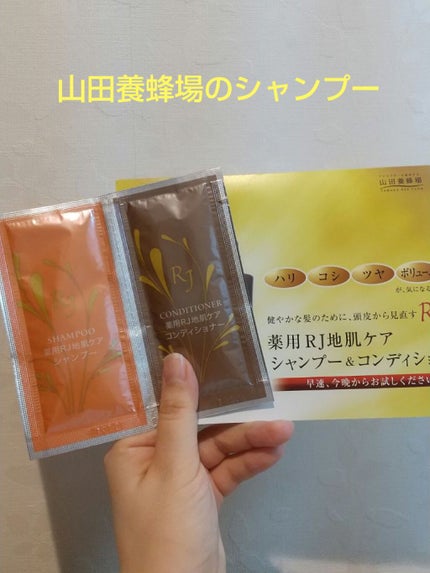 山田養蜂場のシャンプー
山田養蜂場
ハリ コシ ツヤ ボリューム
が、気になる
健やかな髪のために、頭皮から見直す R
薬用RJ地肌ケア
シャンプー&コンディショ
早速、今晩からお試しください
RJ
SHAMPOO
薬用RJ地肌ケア
シャンプー
RJ
CONDITIONER
薬用RJ地肌ケア
コンディショナー